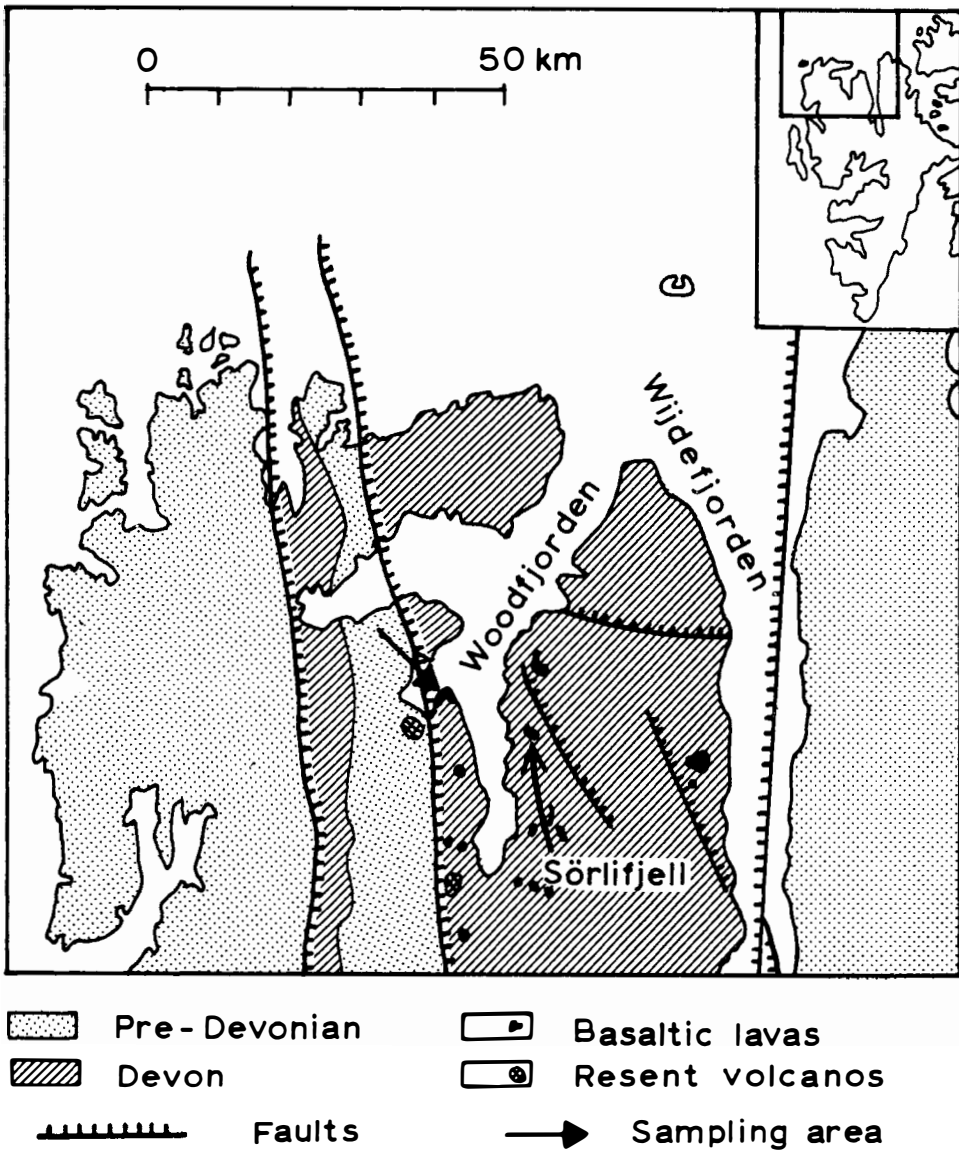 0 50 km
Wijdefjorden
Woodfjorden
Sörlifjell
Pre-Devonian
Basaltic lavas
Devon
Resent volcanos
Faults
Sampling area